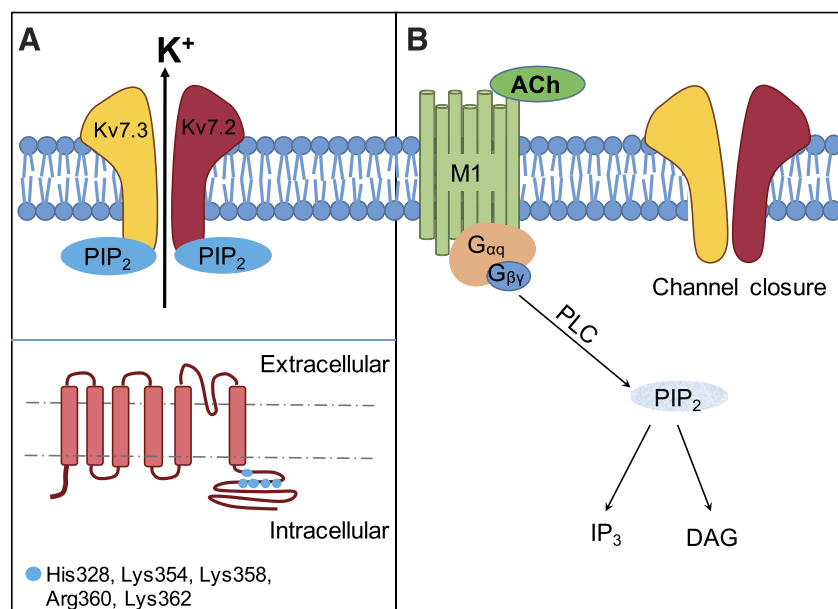 A
K⁺
Kv7.3
Kv7.2
PIP₂
PIP₂
Extracellular
Intracellular
His328, Lys354, Lys358,
Arg360, Lys362
B
ACh
M1
Gαq
Gβγ
Channel closure
PLC
PIP₂
IP₃
DAG